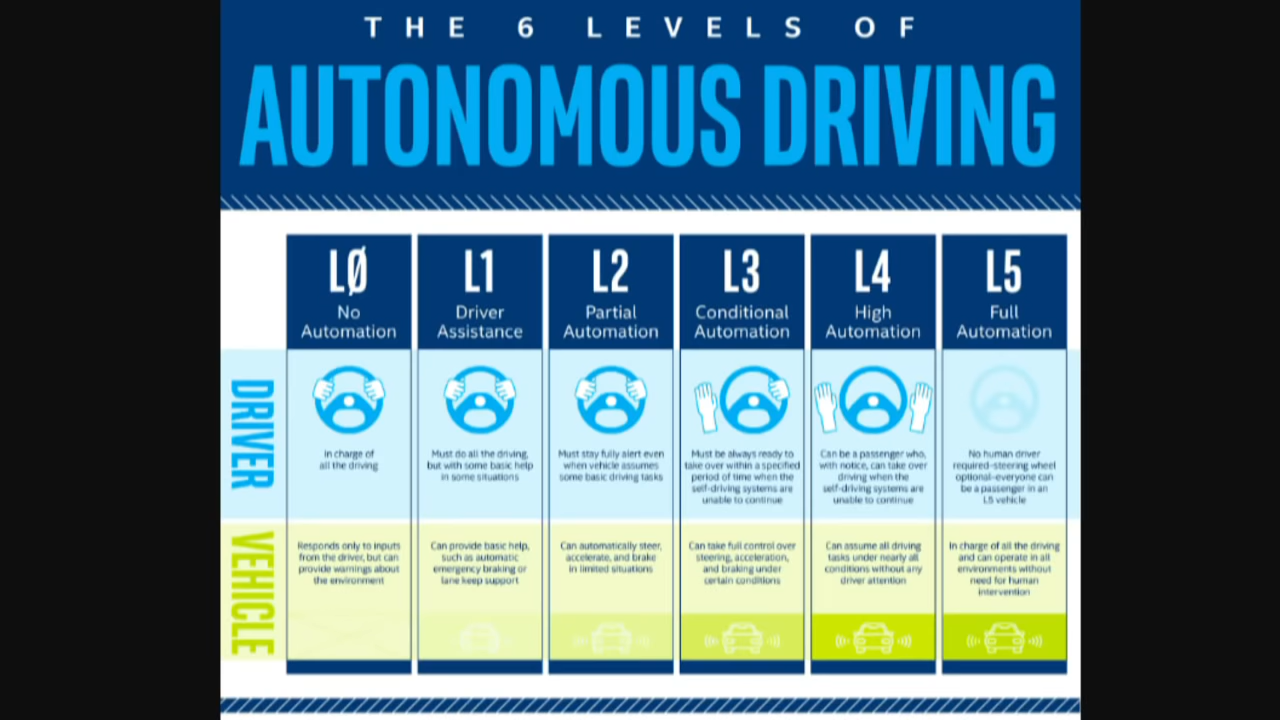 THE 6 LEVELS OF
AUTONOMOUS DRIVING
LØ
No
Automation
L1
Driver
Assistance
L2
Partial
Automation
L3
Conditional
Automation
L4
High
Automation
L5
Full
Automation
DRIVER
In charge of
all the driving
Must do all the driving,
but with some basic help
in some situations
Must stay fully alert even
when vehicle assumes
some basic driving tasks
Must be always ready to
take over within a specified
period of time when the
self-driving systems are
unable to continue
Can be a passenger who,
with notice, can take over
driving when the
self-driving systems are
unable to continue
No human driver
required-steering wheel
optional-everyone can
be a passenger in an
L5 vehicle
VEHICLE
Responds only to inputs
from the driver, but can
provide warnings about
the environment
Can provide basic help,
such as automatic
emergency braking or
lane keep support
Can automatically steer,
accelerate, and brake
in limited situations
Can take full control over
steering, acceleration,
and braking under
certain conditions
Can assume all driving
tasks under nearly all
conditions without any
driver attention
In charge of all the driving
and can operate in all
environments without
need for human
intervention